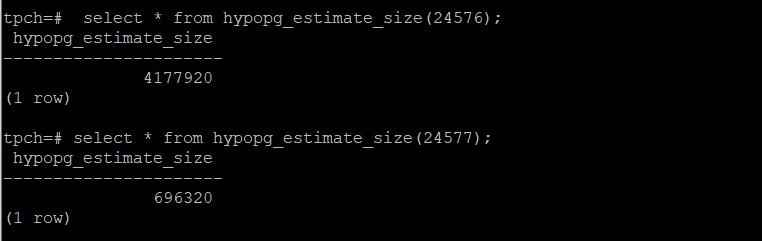 tpch=#  select * from hypopg_estimate_size(24576);
 hypopg_estimate_size
----------------------
              4177920
(1 row)

tpch=# select * from hypopg_estimate_size(24577);
 hypopg_estimate_size
----------------------
               696320
(1 row)